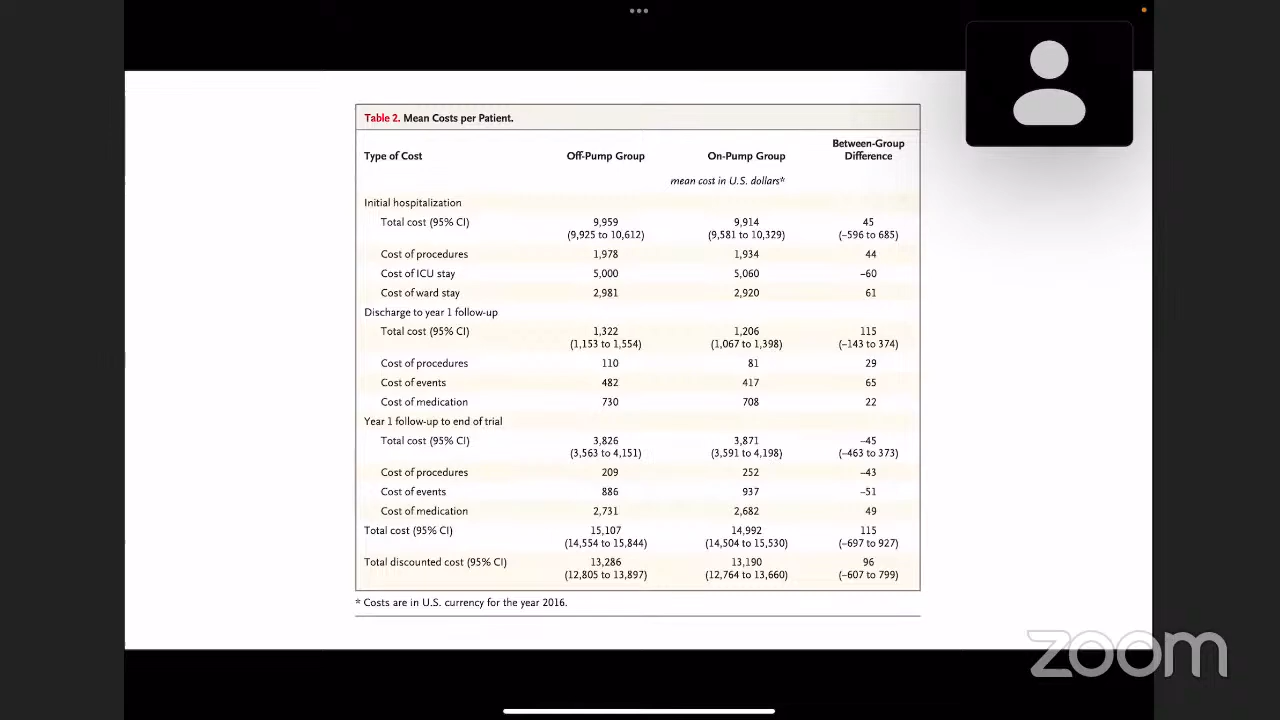 Table 2. Mean Costs per Patient.
Type of Cost Off-Pump Group On-Pump Group Between-Group Difference
mean cost in U.S. dollars*
Initial hospitalization
Total cost (95% CI) 9,959 9,914 45
(9,925 to 10,612) (9,581 to 10,329) (–596 to 685)
Cost of procedures 1,978 1,934 44
Cost of ICU stay 5,000 5,060 –60
Cost of ward stay 2,981 2,920 61
Discharge to year 1 follow-up
Total cost (95% CI) 1,322 1,206 115
(1,153 to 1,554) (1,067 to 1,398) (–143 to 374)
Cost of procedures 110 81 29
Cost of events 482 417 65
Cost of medication 730 708 22
Year 1 follow-up to end of trial
Total cost (95% CI) 3,826 3,871 –45
(3,563 to 4,151) (3,591 to 4,198) (–463 to 373)
Cost of procedures 209 252 –43
Cost of events 886 937 –51
Cost of medication 2,731 2,682 49
Total cost (95% CI) 15,107 14,992 115
(14,554 to 15,844) (14,504 to 15,530) (–697 to 927)
Total discounted cost (95% CI) 13,286 13,190 96
(12,805 to 13,897) (12,764 to 13,660) (–607 to 799)
* Costs are in U.S. currency for the year 2016.
zoom